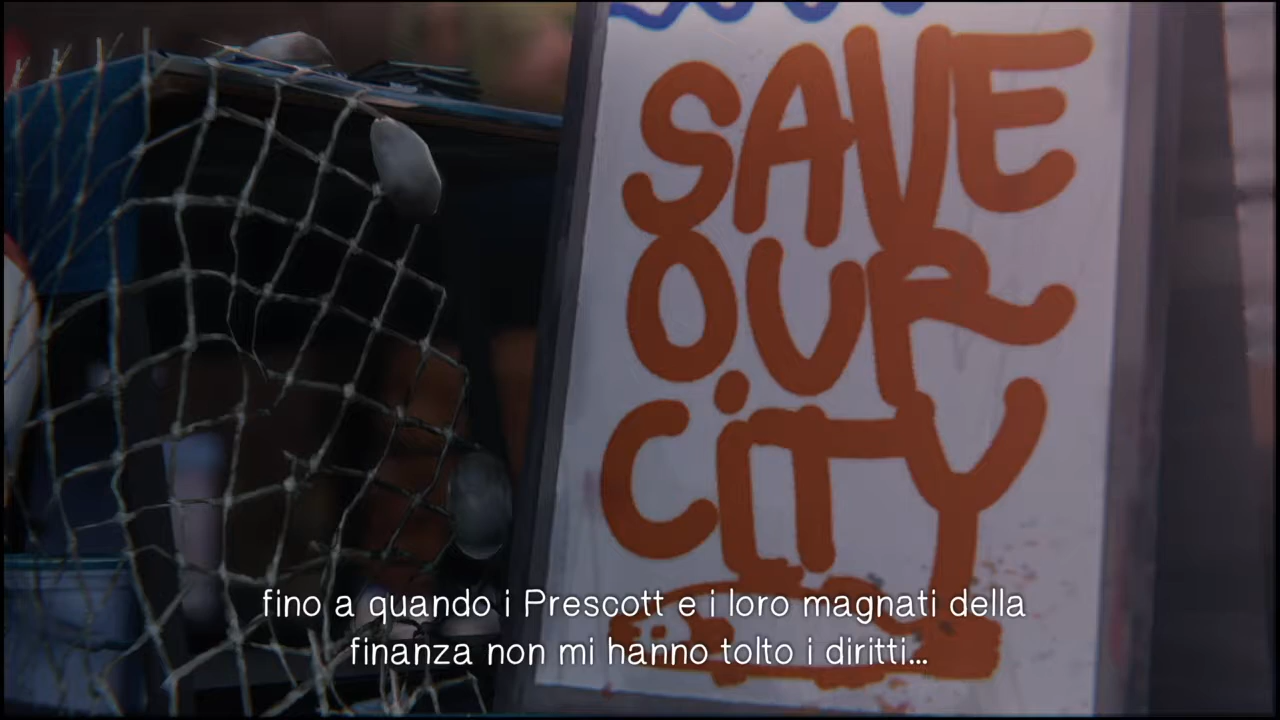 SAVE
OUR
CiTY
fino a quando i Prescott e i loro magnati della
finanza non mi hanno tolto i diritti...